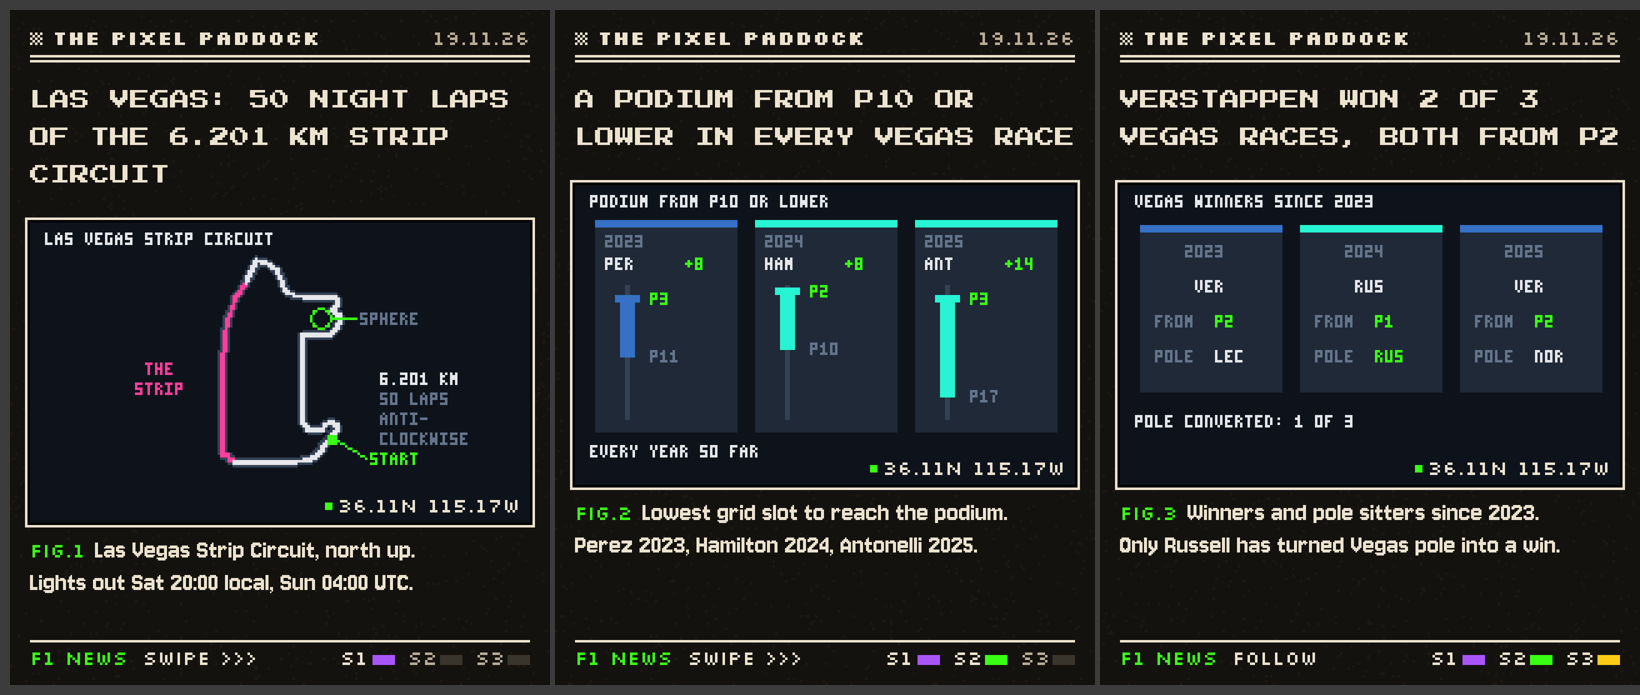 THE PIXEL PADDOCK 19.11.26
LAS VEGAS: 50 NIGHT LAPS
OF THE 6.201 KM STRIP
CIRCUIT
LAS VEGAS STRIP CIRCUIT
SPHERE
THE
STRIP
6.201 KM
50 LAPS
ANTI-
CLOCKWISE
START
36.11N 115.17W
FIG.1 Las Vegas Strip Circuit, north up.
Lights out Sat 20:00 local, Sun 04:00 UTC.
F1 NEWS SWIPE >>> S1 S2 S3
THE PIXEL PADDOCK 19.11.26
A PODIUM FROM P10 OR
LOWER IN EVERY VEGAS RACE
PODIUM FROM P10 OR LOWER
2023
PER +8
P3
P11
2024
HAM +8
P2
P10
2025
ANT +14
P3
P17
EVERY YEAR SO FAR
36.11N 115.17W
FIG.2 Lowest grid slot to reach the podium.
Perez 2023, Hamilton 2024, Antonelli 2025.
F1 NEWS SWIPE >>> S1 S2 S3
THE PIXEL PADDOCK 19.11.26
VERSTAPPEN WON 2 OF 3
VEGAS RACES, BOTH FROM P2
VEGAS WINNERS SINCE 2023
2023
VER
FROM P2
POLE LEC
2024
RUS
FROM P1
POLE RUS
2025
VER
FROM P2
POLE NOR
POLE CONVERTED: 1 OF 3
36.11N 115.17W
FIG.3 Winners and pole sitters since 2023.
Only Russell has turned Vegas pole into a win.
F1 NEWS FOLLOW S1 S2 S3